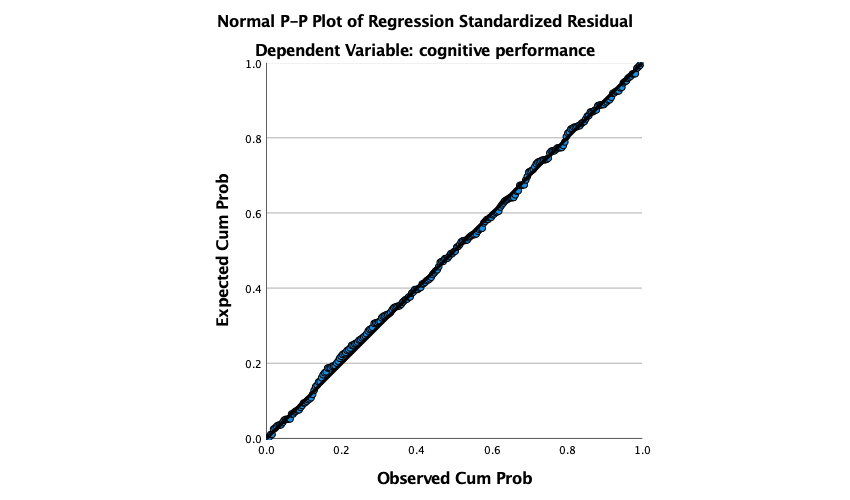 Normal P-P Plot of Regression Standardized Residual
Dependent Variable: cognitive performance
1.0
0.8
0.6
0.4
0.2
0.0
Expected Cum Prob
0.0 0.2 0.4 0.6 0.8 1.0
Observed Cum Prob